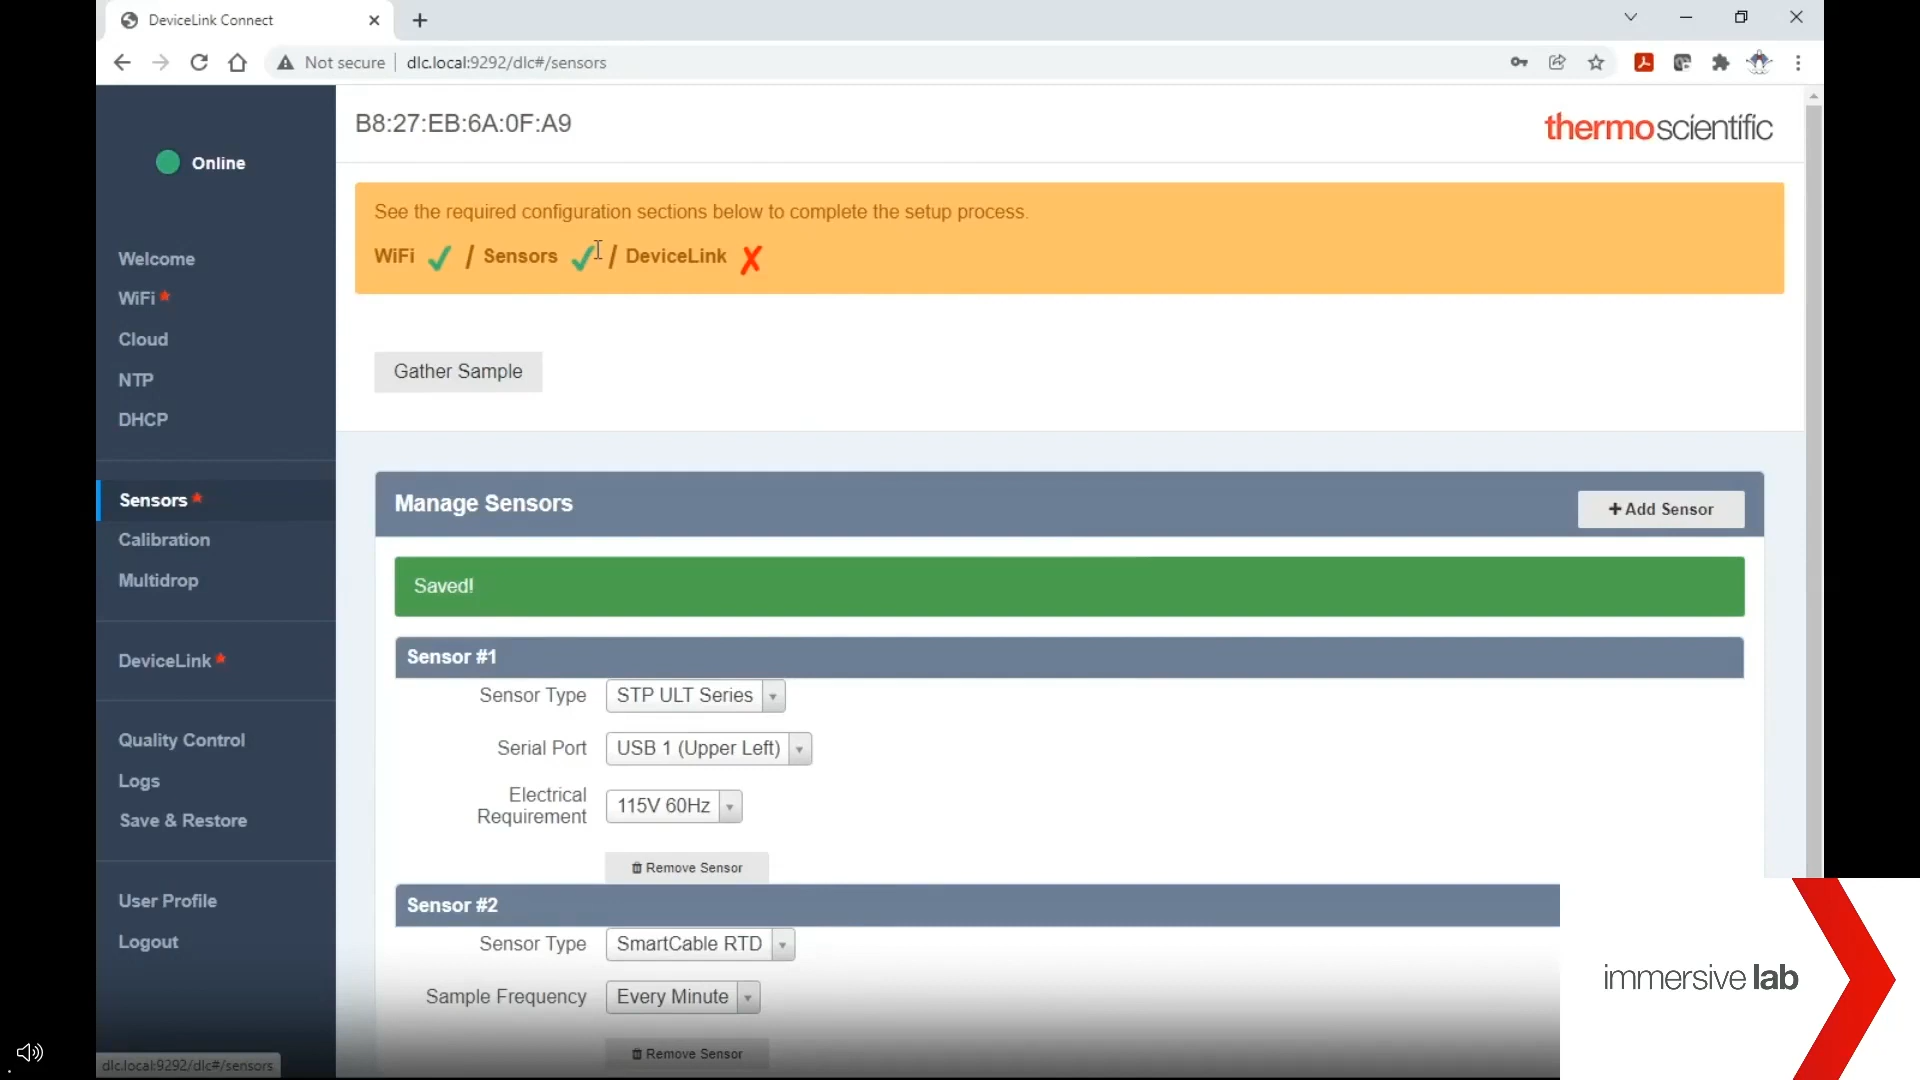 DeviceLink Connect
Not secure
dlc.local:9292/dlc#/sensors
B8:27:EB:6A:0F:A9
thermo scientific
Online
See the required configuration sections below to complete the setup process.
WiFi / Sensors / DeviceLink
Welcome
WiFi *
Cloud
NTP
DHCP
Gather Sample
Sensors *
Calibration
Multidrop
DeviceLink *
Quality Control
Logs
Save & Restore
User Profile
Logout
Manage Sensors
+ Add Sensor
Saved!
Sensor #1
Sensor Type STP ULT Series
Serial Port USB 1 (Upper Left)
Electrical
Requirement
115V 60Hz
Remove Sensor
Sensor #2
Sensor Type SmartCable RTD
Sample Frequency Every Minute
Remove Sensor
immersive lab
dlc.local:9292/dlc#/sensors